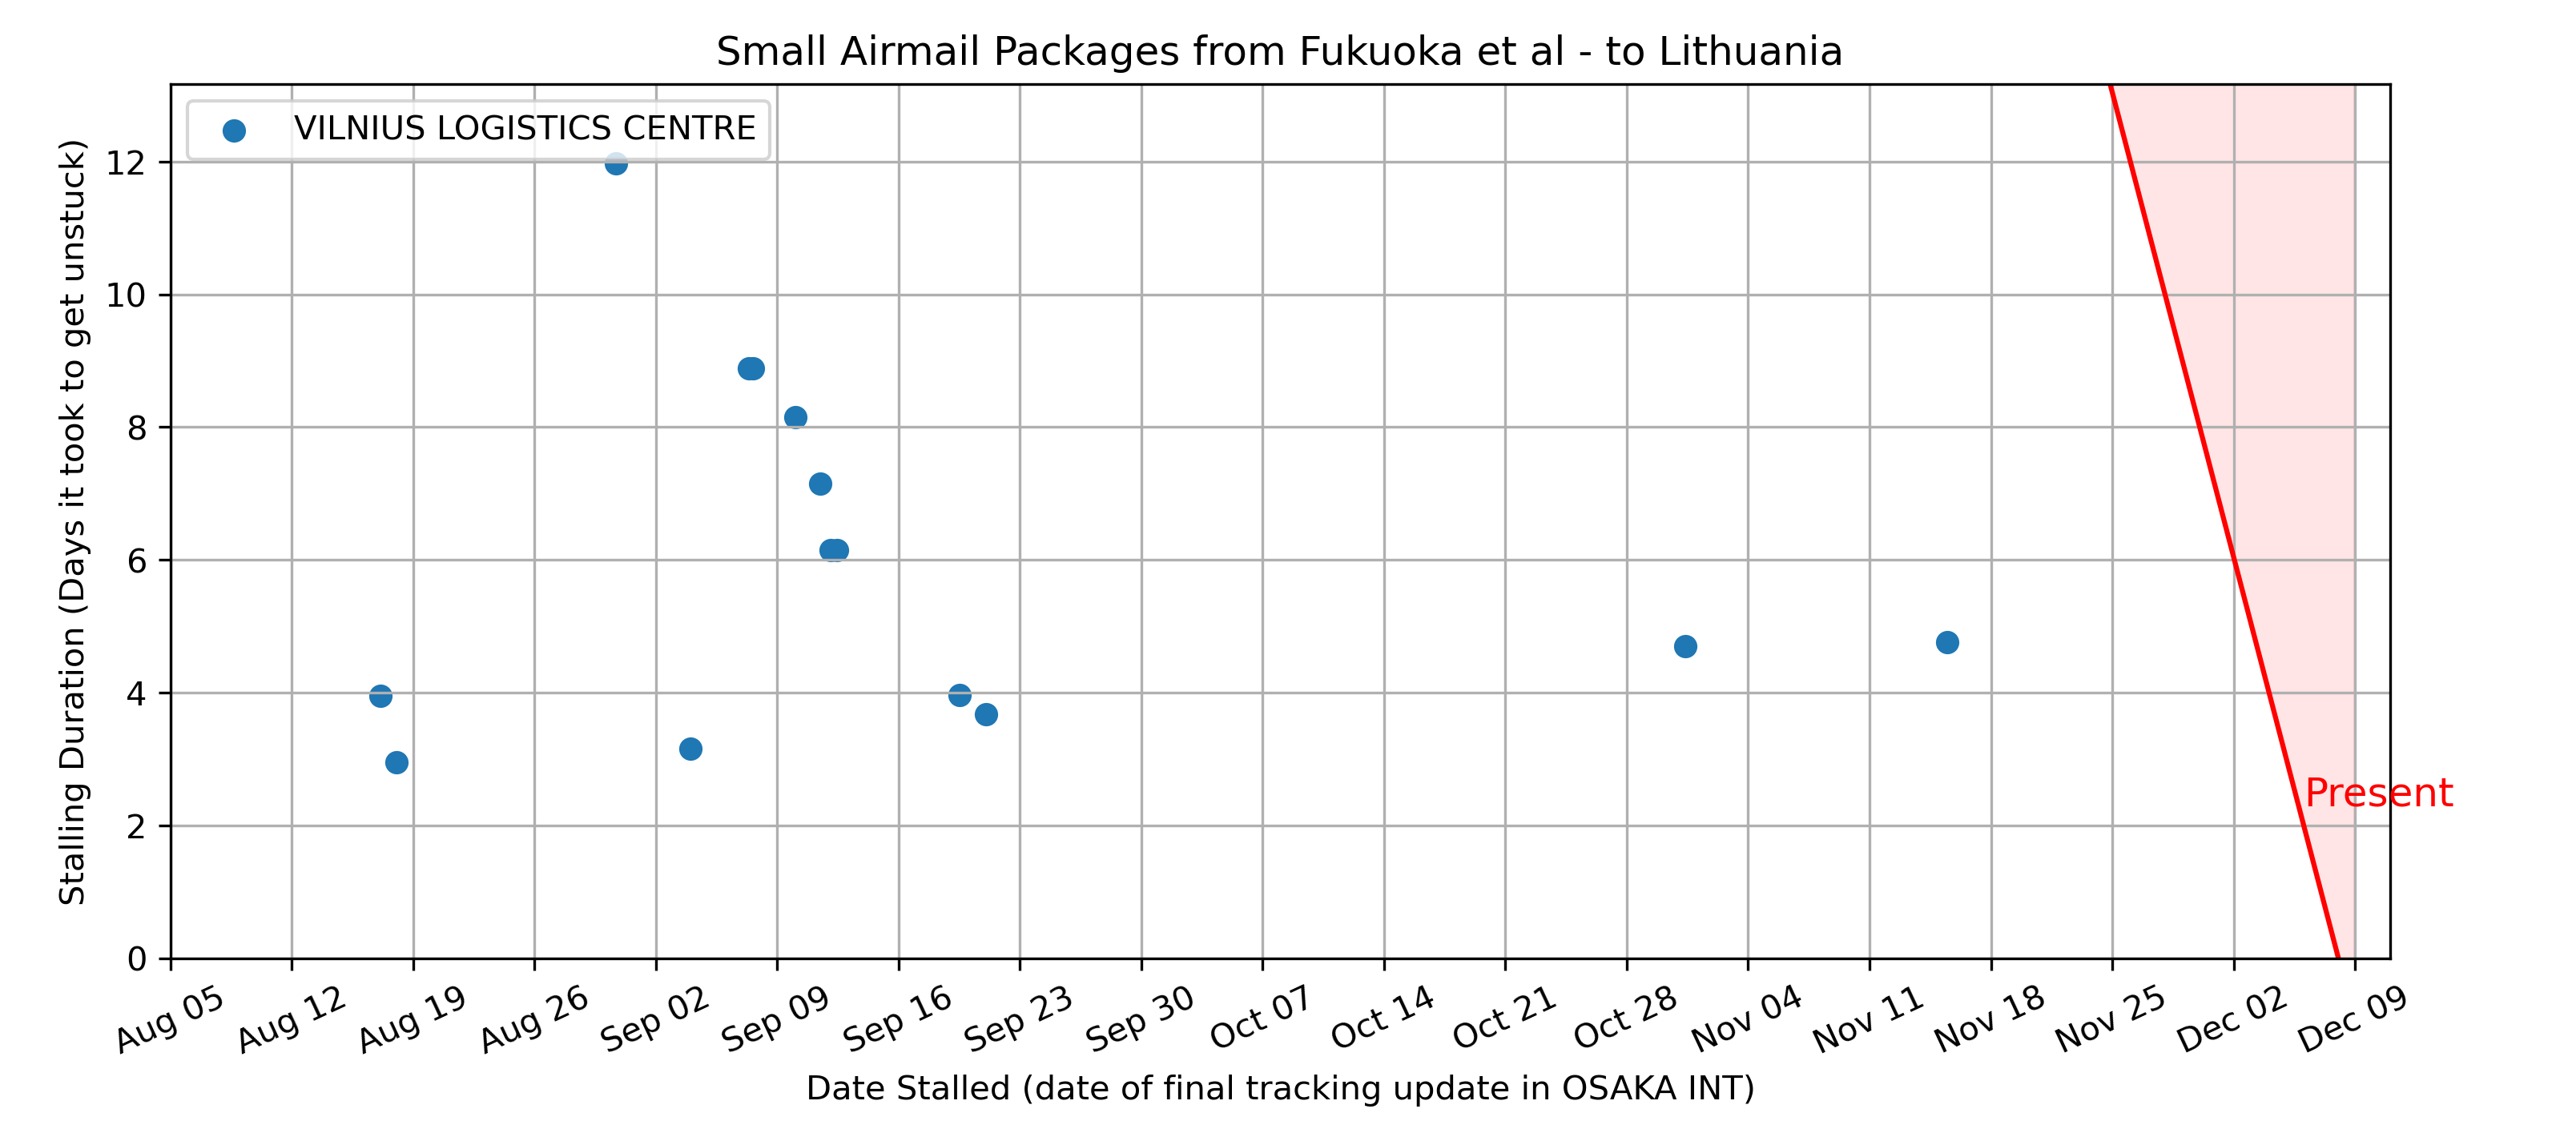 Small Airmail Packages from Fukuoka et al - to Lithuania
VILNIUS LOGISTICS CENTRE
Stalling Duration (Days it took to get unstuck)
12
10
8
6
4
2
0
Present
Aug 05
Aug 12
Aug 19
Aug 26
Sep 02
Sep 09
Sep 16
Sep 23
Sep 30
Oct 07
Oct 14
Oct 21
Oct 28
Nov 04
Nov 11
Nov 18
Nov 25
Dec 02
Dec 09
Date Stalled (date of final tracking update in OSAKA INT)